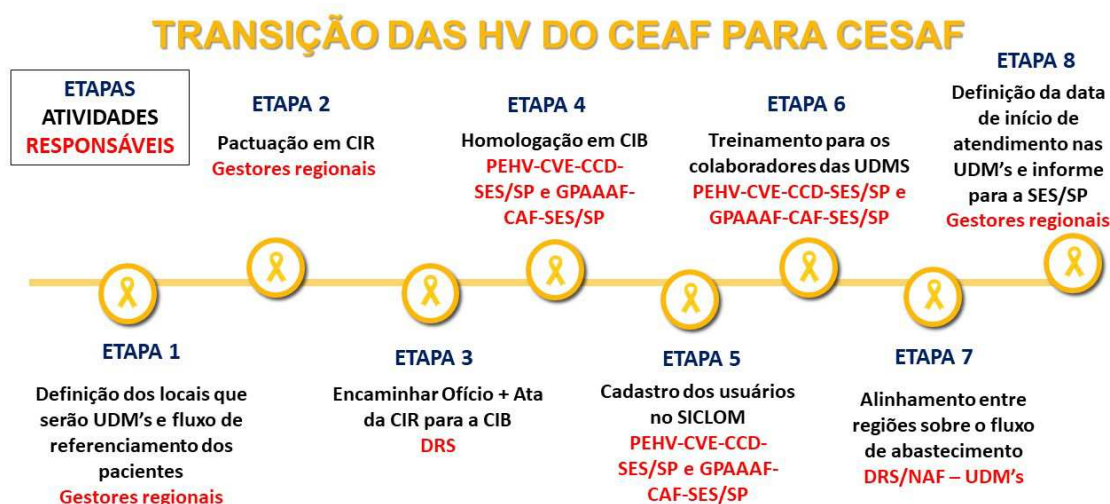 TRANSIÇÃO DAS HV DO CEAF PARA CESAF
ETAPAS
ATIVIDADES
RESPONSÁVEIS
ETAPA 1
Definição dos locais que
serão UDM's e fluxo de
referenciamento dos
pacientes
Gestores regionais
ETAPA 2
Pactuação em CIR
Gestores regionais
ETAPA 3
Encaminhar Ofício + Ata
da CIR para a CIB
DRS
ETAPA 4
Homologação em CIB
PEHV-CVE-CCD-
SES/SP e GPAAAF-
CAF-SES/SP
ETAPA 5
Cadastro dos usuários
no SICLOM
PEHV-CVE-CCD-
SES/SP e GPAAAF-
CAF-SES/SP
ETAPA 6
Treinamento para os
colaboradores das UDMS
PEHV-CVE-CCD-SES/SP e
GPAAAF-CAF-SES/SP
ETAPA 7
Alinhamento entre
regiões sobre o fluxo
de abastecimento
DRS/NAF – UDM's
ETAPA 8
Definição da data
de início de
atendimento nas
UDM's e informe
para a SES/SP
Gestores regionais